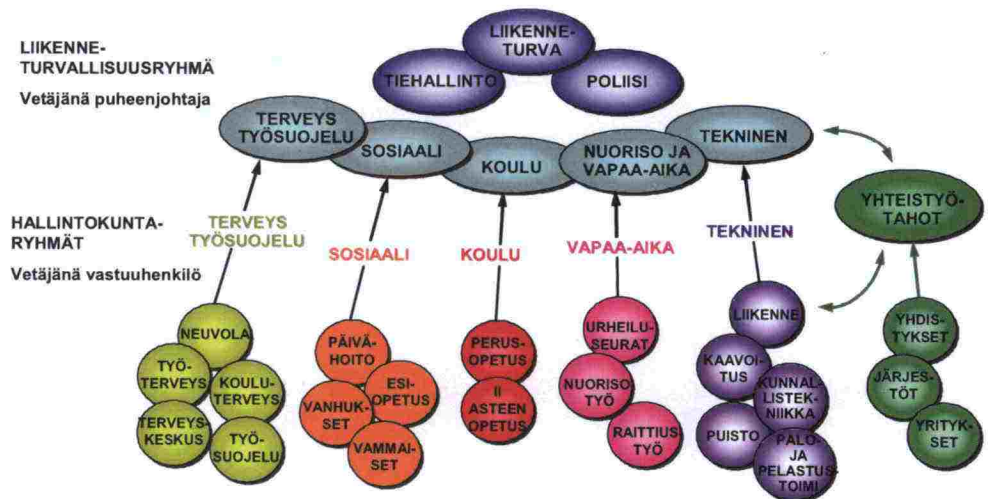 LIIKENNE-
TURVALLISUUSRYHMÄ
Vetäjänä puheenjohtaja
LIIKENNE-
TURVA
TIEHALLINTO
POLIISI
TERVEYS
TYÖSUOJELU
SOSIAALI
KOULU
NUORISO JA
VAPAA-AIKA
TEKNINEN
YHTEISTYÖ-
TAHOT
HALLINTOKUNTA-
RYHMÄT
Vetäjänä vastuuhenkilö
TERVEYS
TYÖSUOJELU
SOSIAALI
KOULU
VAPAA-AIKA
TEKNINEN
NEUVOLA
TYÖ-
TERVEYS
KOULU-
TERVEYS
TERVEYS-
KESKUS
TYÖ-
SUOJELU
PÄIVÄ-
HOITO
ESI-
OPETUS
VANHUK-
SET
VAMMAI-
SET
PERUS-
OPETUS
II
ASTEEN
OPETUS
URHEILU-
SEURAT
NUORISO
TYÖ
RAITTIUS
TYÖ
LIIKENNE
KAAVOI-
TUS
KUNNAL-
LISTEK-
NIIKKA
PUISTO
PALO-
JA
PELASTUS-
TOIMI
YHDIS-
TYKSET
JÄRJES-
TÖT
YRITYK-
SET